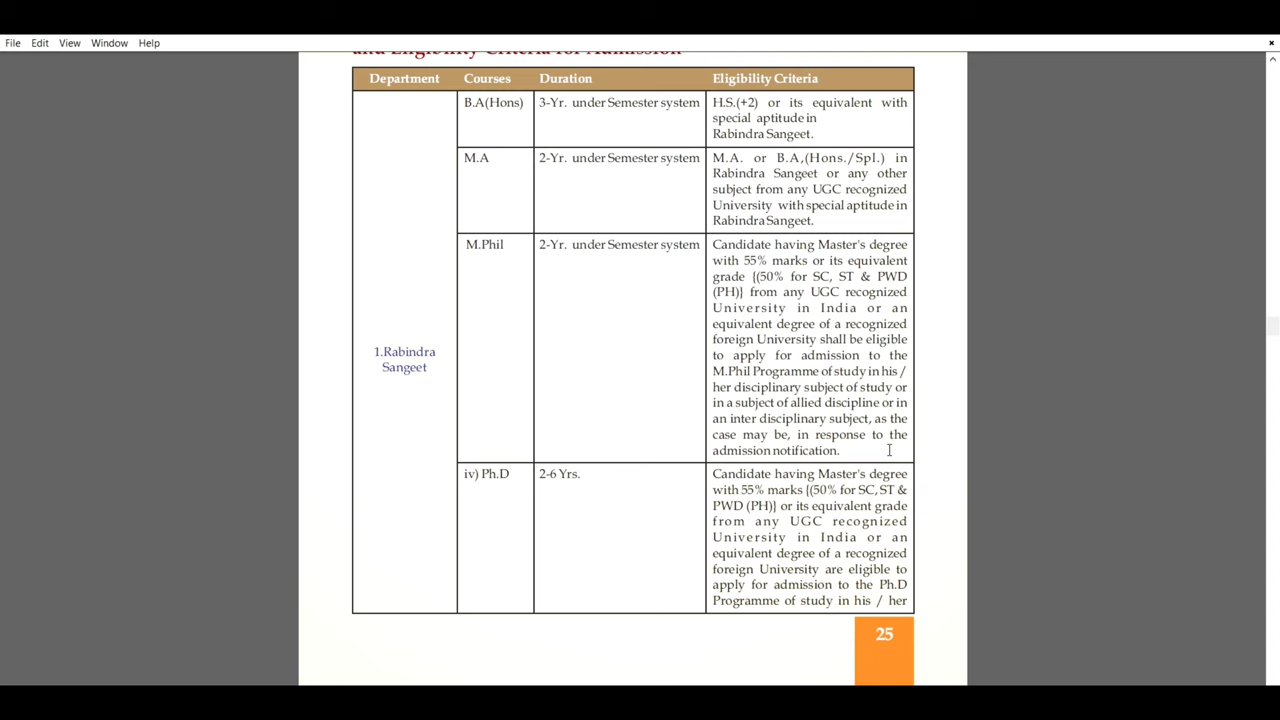 File Edit View Window Help
and Eligibility Criteria for Admission
Department Courses Duration Eligibility Criteria
1.Rabindra
Sangeet
B.A(Hons) 3-Yr. under Semester system
H.S.(+2) or its equivalent with
special aptitude in
Rabindra Sangeet.
M.A 2-Yr. under Semester system
M.A. or B.A,(Hons./Spl.) in
Rabindra Sangeet or any other
subject from any UGC recognized
University with special aptitude in
Rabindra Sangeet.
M.Phil 2-Yr. under Semester system
Candidate having Master's degree
with 55% marks or its equivalent
grade {(50% for SC, ST & PWD
(PH)} from any UGC recognized
University in India or an
equivalent degree of a recognized
foreign University shall be eligible
to apply for admission to the
M.Phil Programme of study in his /
her disciplinary subject of study or
in a subject of allied discipline or in
an inter disciplinary subject, as the
case may be, in response to the
admission notification.
iv) Ph.D 2-6 Yrs.
Candidate having Master's degree
with 55% marks {(50% for SC, ST &
PWD (PH)} or its equivalent grade
from any UGC recognized
University in India or an
equivalent degree of a recognized
foreign University are eligible to
apply for admission to the Ph.D
Programme of study in his / her
25